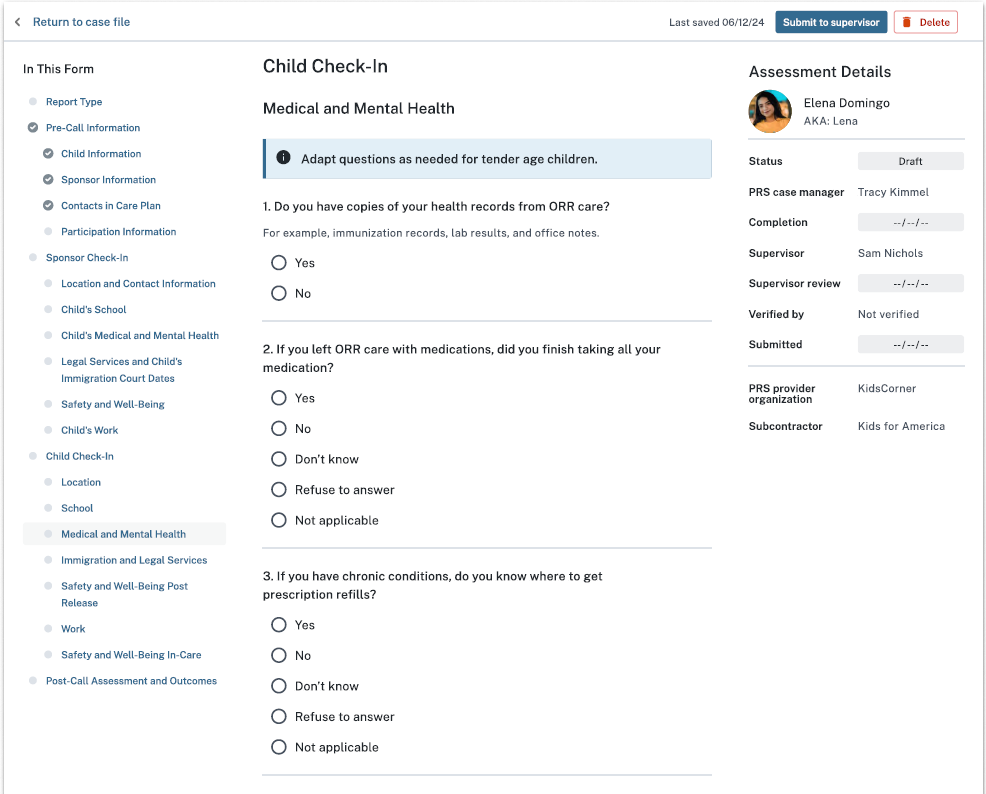 Return to case file
Last saved 06/12/24
Submit to supervisor
Delete
In This Form
Report Type
Pre-Call Information
Child Information
Sponsor Information
Contacts in Care Plan
Participation Information
Sponsor Check-In
Location and Contact Information
Child's School
Child's Medical and Mental Health
Legal Services and Child's
Immigration Court Dates
Safety and Well-Being
Child's Work
Child Check-In
Location
School
Medical and Mental Health
Immigration and Legal Services
Safety and Well-Being Post
Release
Work
Safety and Well-Being In-Care
Post-Call Assessment and Outcomes
Child Check-In
Medical and Mental Health
Adapt questions as needed for tender age children.
1. Do you have copies of your health records from ORR care?
For example, immunization records, lab results, and office notes.
Yes
No
2. If you left ORR care with medications, did you finish taking all your
medication?
Yes
No
Don't know
Refuse to answer
Not applicable
3. If you have chronic conditions, do you know where to get
prescription refills?
Yes
No
Don't know
Refuse to answer
Not applicable
Assessment Details
Elena Domingo
AKA: Lena
Status Draft
PRS case manager Tracy Kimmel
Completion --/--/--
Supervisor Sam Nichols
Supervisor review --/--/--
Verified by Not verified
Submitted --/--/--
PRS provider
organization KidsCorner
Subcontractor Kids for America